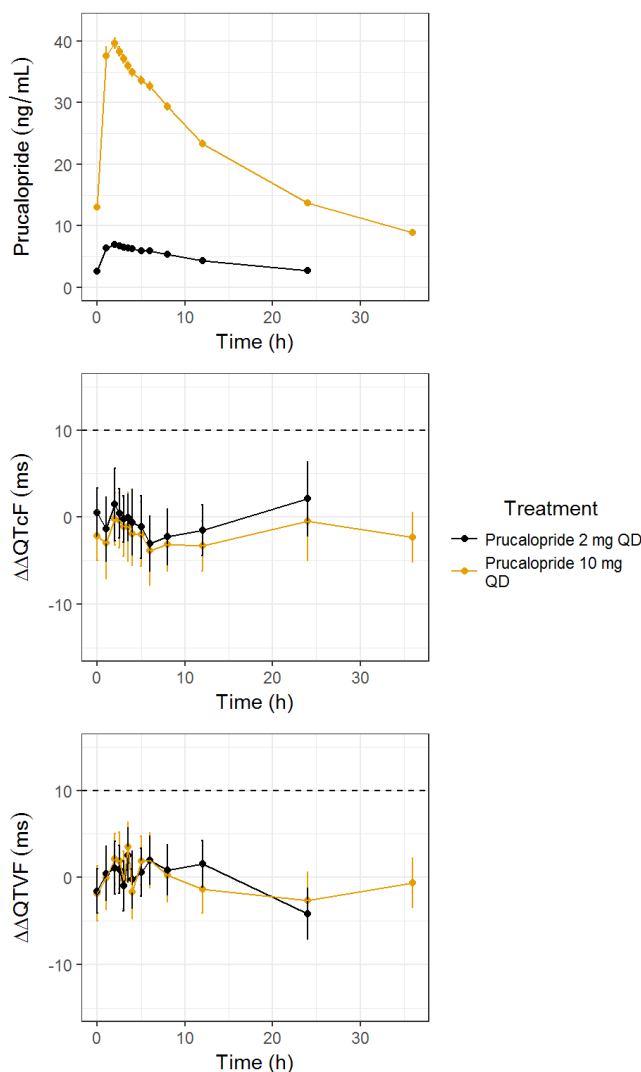 Prucalopride (ng/mL)
40
30
20
10
0
0
10
20
30
Time (h)
ΔΔQTcF (ms)
10
0
-10
0
10
20
30
Time (h)
Treatment
Prucalopride 2 mg QD
Prucalopride 10 mg
QD
ΔΔQTVF (ms)
10
0
-10
0
10
20
30
Time (h)